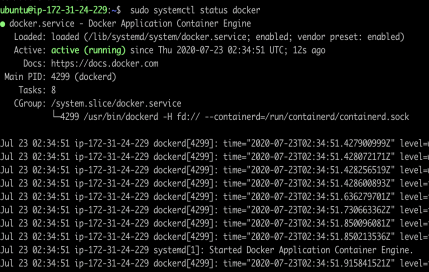 ubuntu@ip-172-31-24-229:~$ sudo systemctl status docker
● docker.service - Docker Application Container Engine
Loaded: loaded (/lib/systemd/system/docker.service; enabled; vendor preset: enabled)
Active: active (running) since Thu 2020-07-23 02:34:51 UTC; 12s ago
Docs: https://docs.docker.com
Main PID: 4299 (dockerd)
Tasks: 8
CGroup: /system.slice/docker.service
└─4299 /usr/bin/dockerd -H fd:// --containerd=/run/containerd/containerd.sock
Jul 23 02:34:51 ip-172-31-24-229 dockerd[4299]: time="2020-07-23T02:34:51.427900999Z" level=
Jul 23 02:34:51 ip-172-31-24-229 dockerd[4299]: time="2020-07-23T02:34:51.428072171Z" level=
Jul 23 02:34:51 ip-172-31-24-229 dockerd[4299]: time="2020-07-23T02:34:51.428256519Z" level=
Jul 23 02:34:51 ip-172-31-24-229 dockerd[4299]: time="2020-07-23T02:34:51.428600893Z" level=
Jul 23 02:34:51 ip-172-31-24-229 dockerd[4299]: time="2020-07-23T02:34:51.636279701Z" level=
Jul 23 02:34:51 ip-172-31-24-229 dockerd[4299]: time="2020-07-23T02:34:51.730663362Z" level=
Jul 23 02:34:51 ip-172-31-24-229 dockerd[4299]: time="2020-07-23T02:34:51.850096081Z" level=
Jul 23 02:34:51 ip-172-31-24-229 dockerd[4299]: time="2020-07-23T02:34:51.850213536Z" level=
Jul 23 02:34:51 ip-172-31-24-229 systemd[1]: Started Docker Application Container Engine.
Jul 23 02:34:51 ip-172-31-24-229 dockerd[4299]: time="2020-07-23T02:34:51.915841521Z" level=